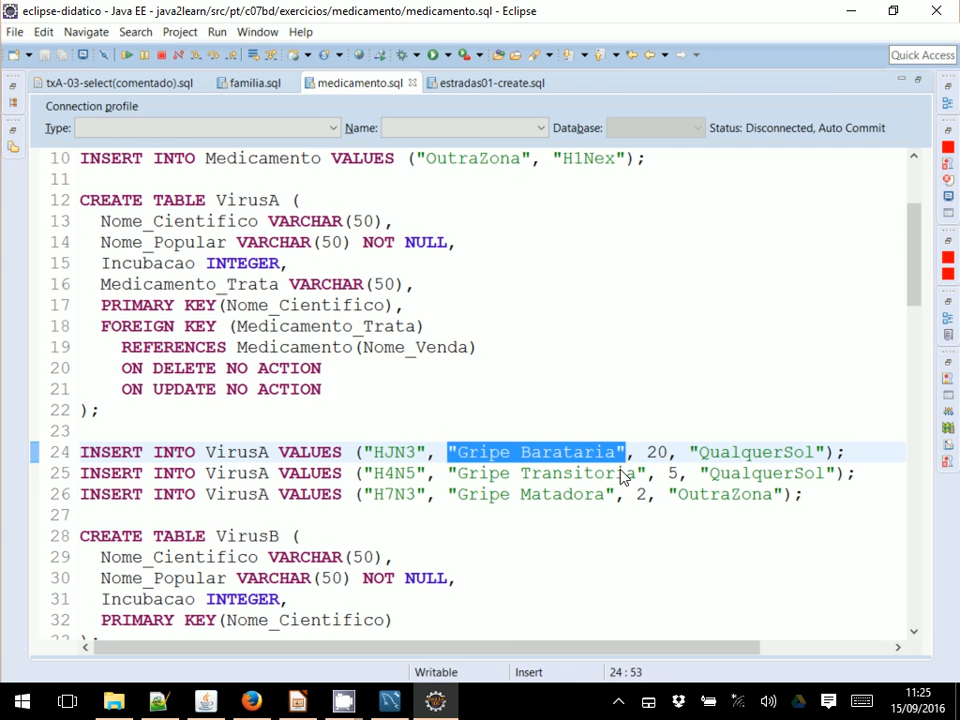 eclipse-didatico - Java EE - java2learn/src/pt/c07bd/exercicios/medicamento/medicamento.sql - Eclipse
File Edit Navigate Search Project Run Window Help
Quick Access
txA-03-select(comentado).sql familia.sql medicamento.sql estradas01-create.sql
Connection profile
Type: Name: Database: Status: Disconnected, Auto Commit
10 INSERT INTO Medicamento VALUES ("OutraZona", "H1Nex");
11
12 CREATE TABLE VirusA (
13 Nome_Cientifico VARCHAR(50),
14 Nome_Popular VARCHAR(50) NOT NULL,
15 Incubacao INTEGER,
16 Medicamento_Trata VARCHAR(50),
17 PRIMARY KEY(Nome_Cientifico),
18 FOREIGN KEY (Medicamento_Trata)
19 REFERENCES Medicamento(Nome_Venda)
20 ON DELETE NO ACTION
21 ON UPDATE NO ACTION
22 );
23
24 INSERT INTO VirusA VALUES ("HJN3", "Gripe Barataria", 20, "QualquerSol");
25 INSERT INTO VirusA VALUES ("H4N5", "Gripe Transitoria", 5, "QualquerSol");
26 INSERT INTO VirusA VALUES ("H7N3", "Gripe Matadora", 2, "OutraZona");
27
28 CREATE TABLE VirusB (
29 Nome_Cientifico VARCHAR(50),
30 Nome_Popular VARCHAR(50) NOT NULL,
31 Incubacao INTEGER,
32 PRIMARY KEY(Nome_Cientifico)
Writable Insert 24 : 53
11:25
15/09/2016